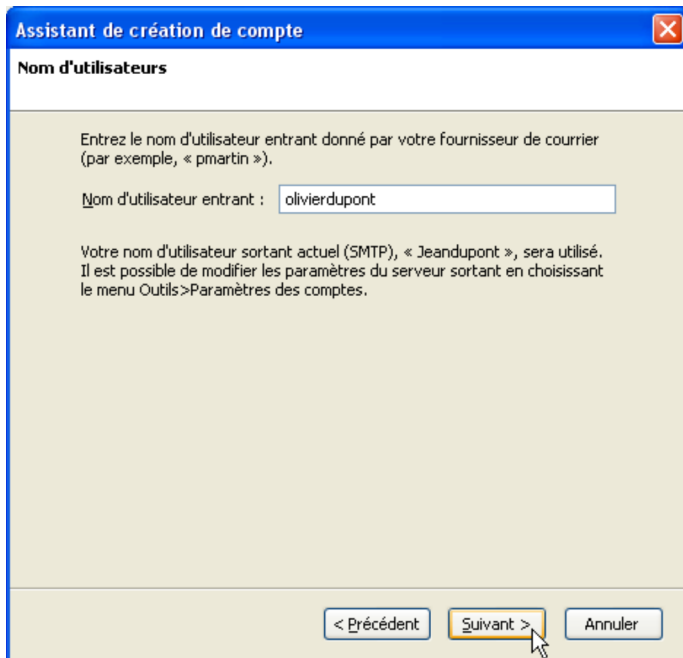 Assistant de création de compte
Nom d'utilisateurs
Entrez le nom d'utilisateur entrant donné par votre fournisseur de courrier
(par exemple, « pmartin »).
Nom d'utilisateur entrant : olivierdupont
Votre nom d'utilisateur sortant actuel (SMTP), « Jeandupont », sera utilisé.
Il est possible de modifier les paramètres du serveur sortant en choisissant
le menu Outils>Paramètres des comptes.
< Précédent Suivant > Annuler